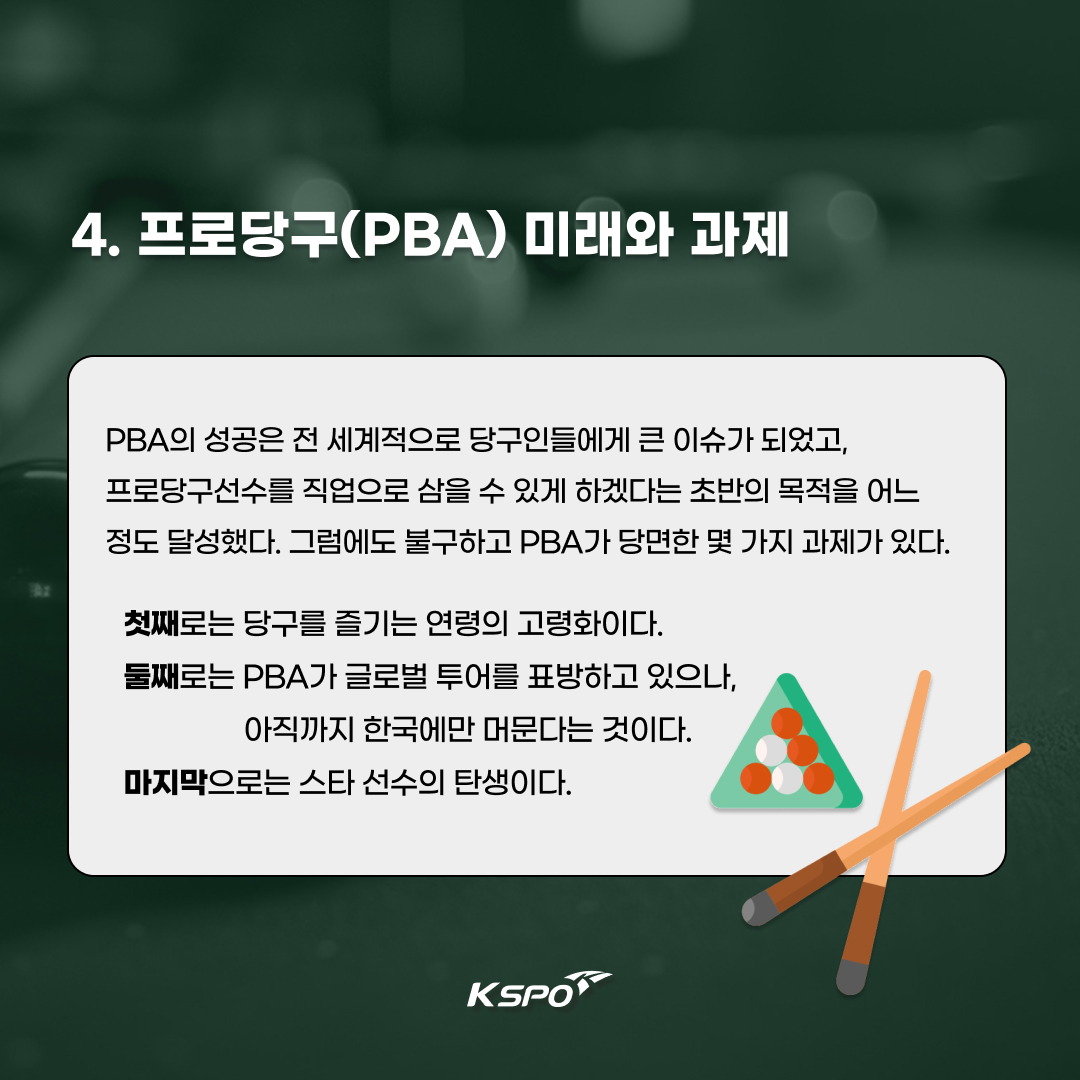 4. 프로당구(PBA) 미래와 과제
PBA의 성공은 전 세계적으로 당구인들에게 큰 이슈가 되었고,
프로당구선수를 직업으로 삼을 수 있게 하겠다는 초반의 목적을 어느
정도 달성했다. 그럼에도 불구하고 PBA가 당면한 몇 가지 과제가 있다.
첫째로는 당구를 즐기는 연령의 고령화이다.
둘째로는 PBA가 글로벌 투어를 표방하고 있으나,
아직까지 한국에만 머문다는 것이다.
마지막으로는 스타 선수의 탄생이다.
KSPO